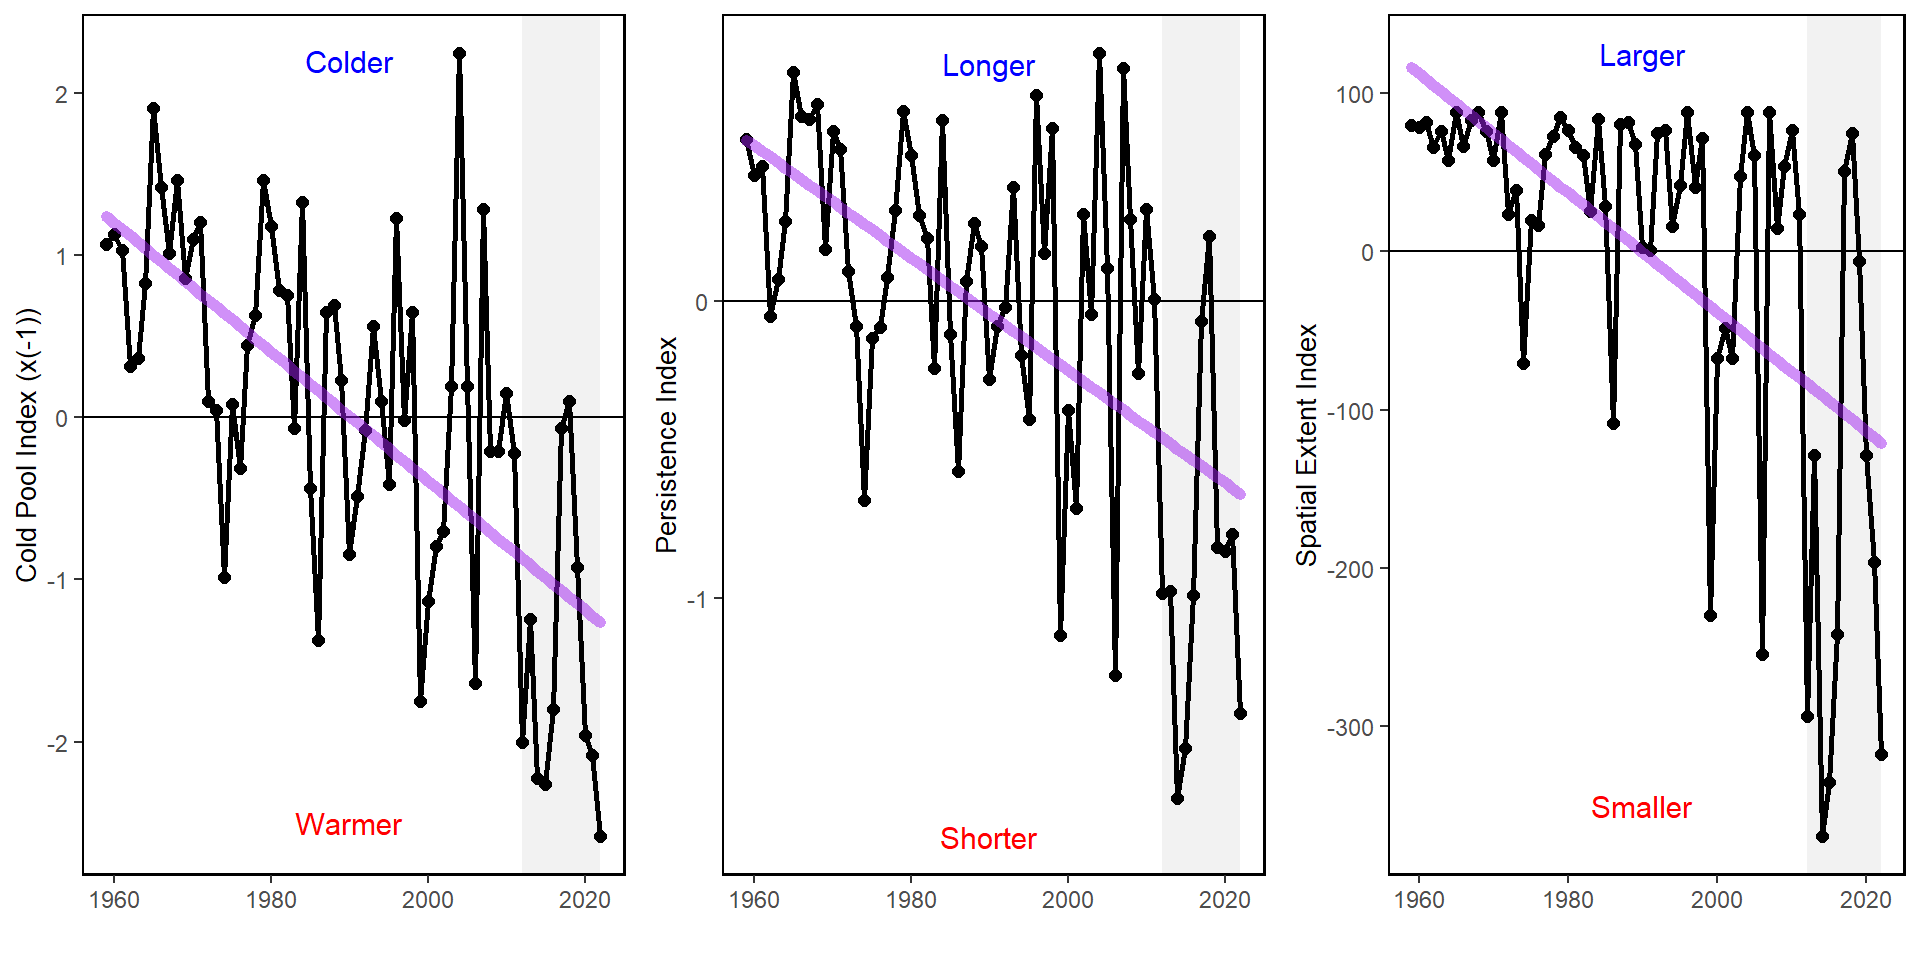 Cold Pool Index (x(-1))
2
1
0
-1
-2
Colder
Warmer
1960
1980
2000
2020
Persistence Index
0
-1
Longer
Shorter
1960
1980
2000
2020
Spatial Extent Index
100
0
-100
-200
-300
Larger
Smaller
1960
1980
2000
2020